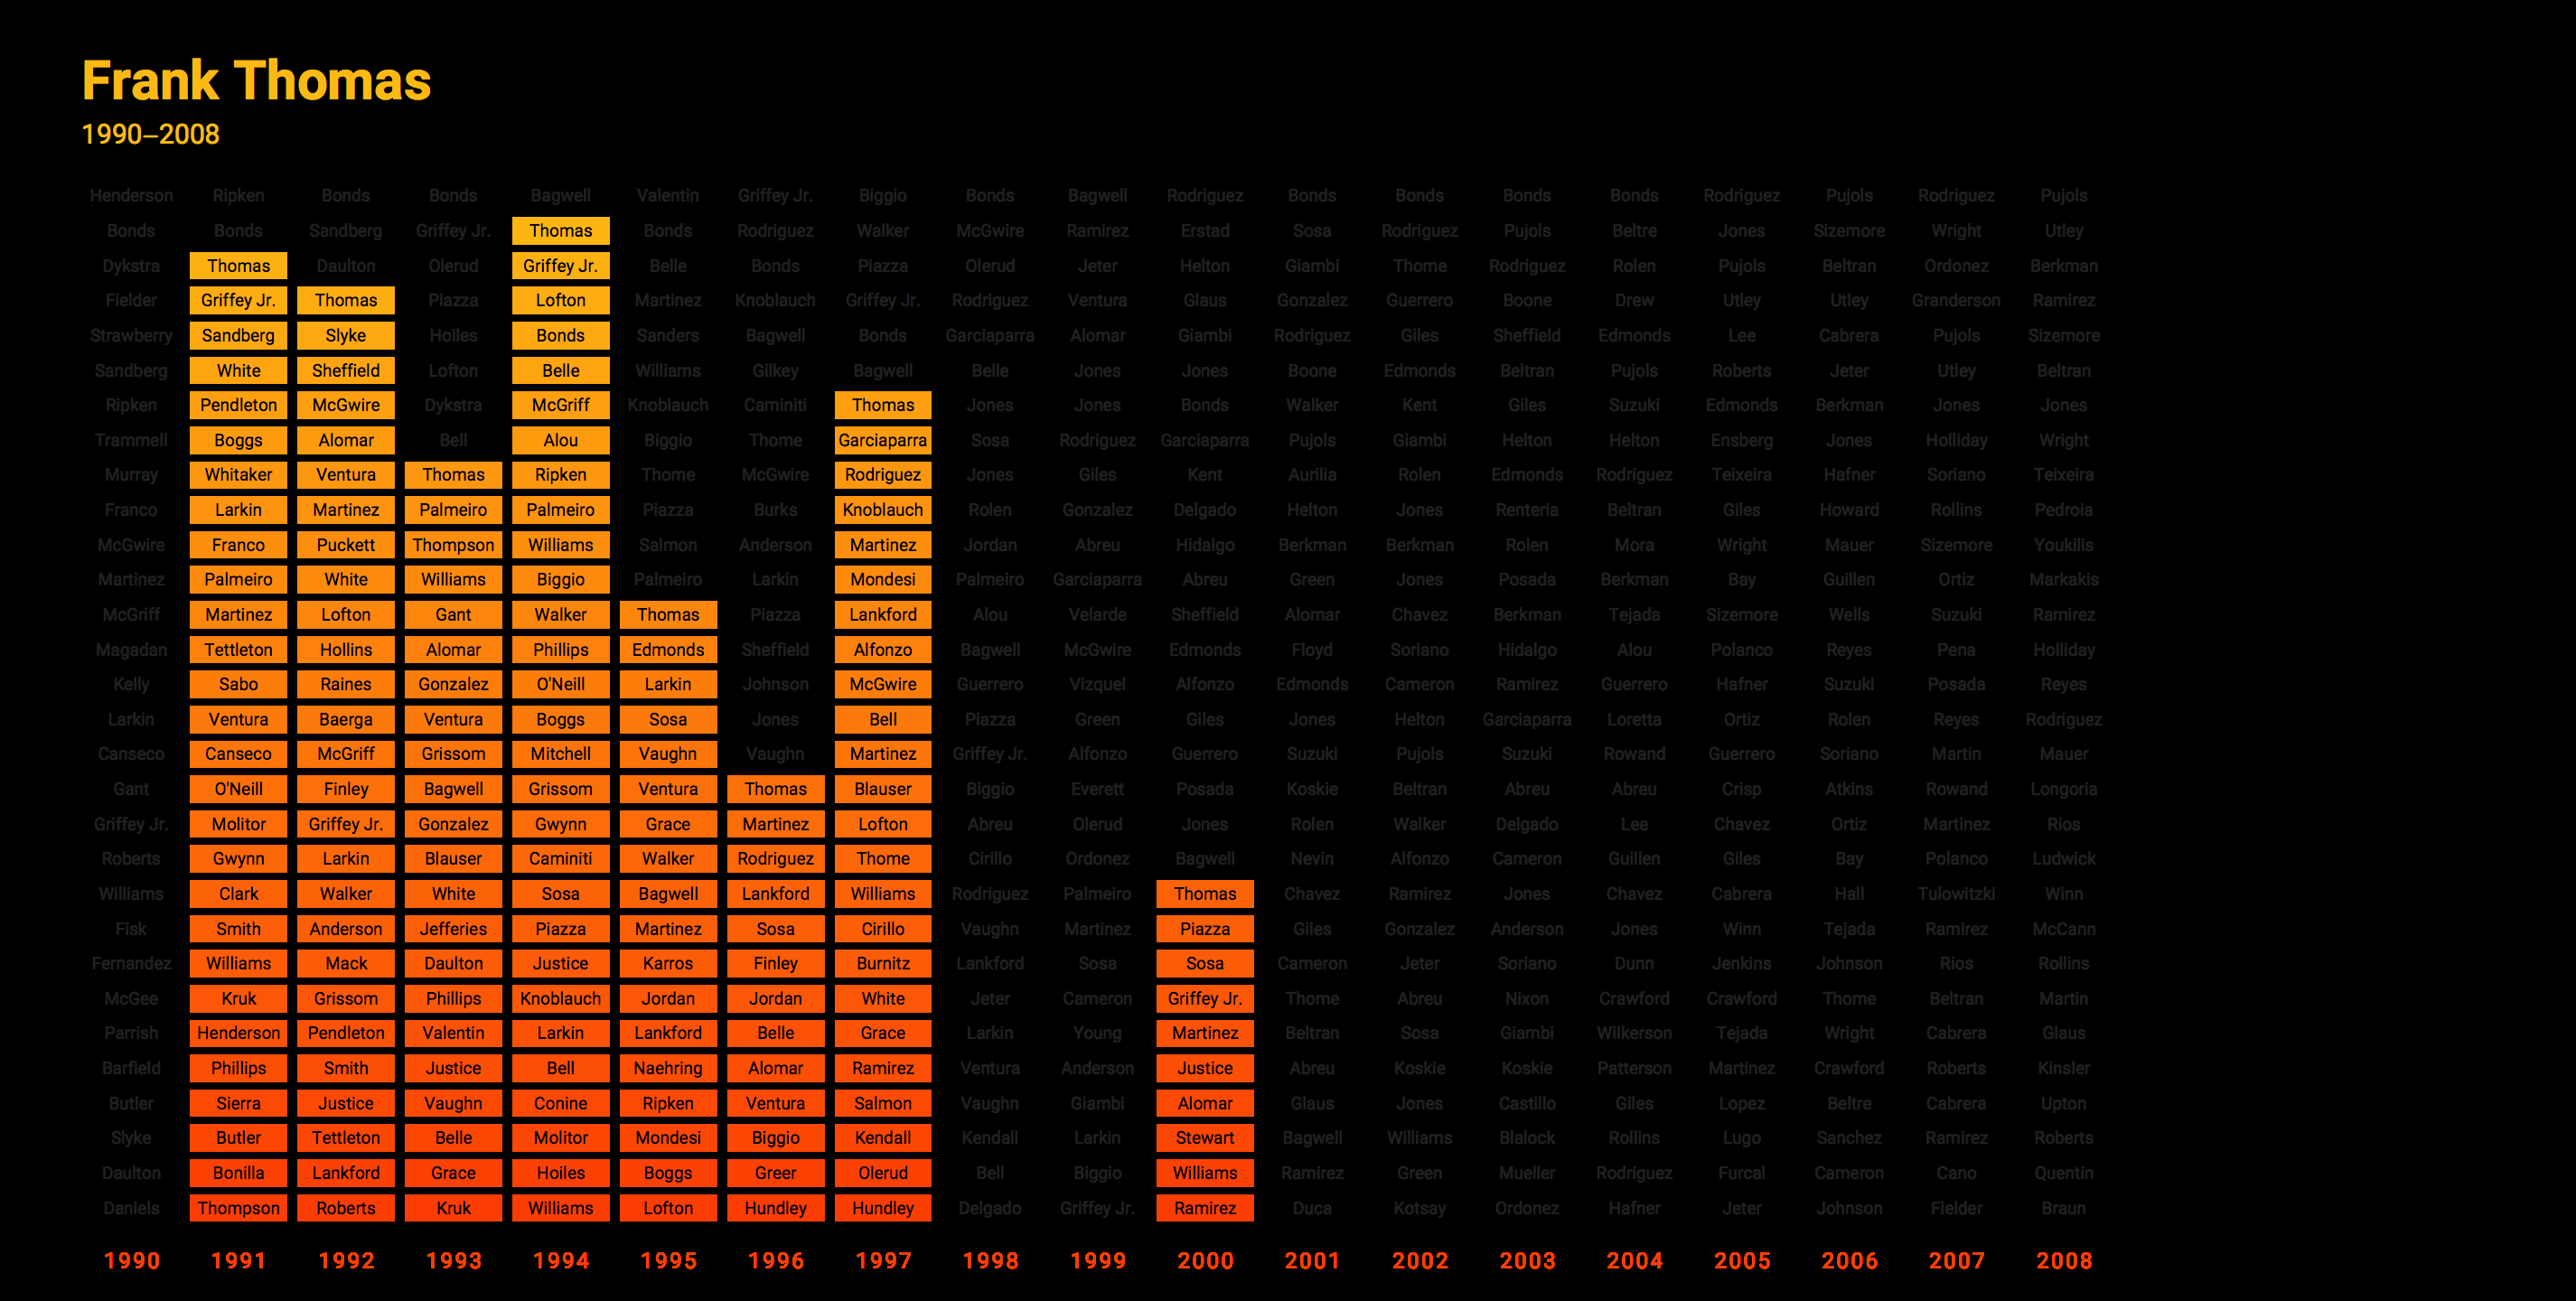 Frank Thomas
1990–2008
Henderson Ripken Bonds Bonds Bagwell Valentin Griffey Jr. Biggio Bonds Bagwell Rodriguez Bonds Bonds Bonds Bonds Rodriguez Pujols Rodriguez Pujols
Bonds Bonds Sandberg Griffey Jr. Thomas Bonds Rodriguez Walker McGwire Ramirez Erstad Sosa Rodriguez Pujols Beltre Jones Sizemore Wright Utley
Dykstra Thomas Daulton Olerud Griffey Jr. Belle Bonds Piazza Olerud Jeter Helton Giambi Thome Rodriguez Rolen Pujols Beltran Ordonez Berkman
Fielder Griffey Jr. Thomas Piazza Lofton Martinez Knoblauch Griffey Jr. Rodriguez Ventura Glaus Gonzalez Guerrero Boone Drew Utley Utley Granderson Ramirez
Strawberry Sandberg Slyke Hoiles Bonds Sanders Bagwell Bonds Garciaparra Alomar Giambi Rodriguez Giles Sheffield Edmonds Lee Cabrera Pujols Sizemore
Sandberg White Sheffield Lofton Belle Williams Gilkey Bagwell Belle Jones Jones Boone Edmonds Beltran Pujols Roberts Jeter Utley Beltran
Ripken Pendleton McGwire Dykstra McGriff Knoblauch Caminiti Thomas Jones Jones Bonds Walker Kent Giles Suzuki Edmonds Berkman Jones Jones
Trammell Boggs Alomar Bell Alou Biggio Thome Garciaparra Sosa Rodriguez Garciaparra Pujols Giambi Helton Helton Ensberg Jones Holliday Wright
Murray Whitaker Ventura Thomas Ripken Thome McGwire Rodriguez Jones Giles Kent Aurilia Rolen Edmonds Rodriguez Teixeira Hafner Soriano Teixeira
Franco Larkin Martinez Palmeiro Palmeiro Piazza Burks Knoblauch Rolen Gonzalez Delgado Helton Jones Renteria Beltran Giles Howard Rollins Pedroia
McGwire Franco Puckett Thompson Williams Salmon Anderson Martinez Jordan Abreu Hidalgo Berkman Berkman Rolen Mora Wright Mauer Sizemore Youkilis
Martinez Palmeiro White Williams Biggio Palmeiro Larkin Mondesi Palmeiro Garciaparra Abreu Green Jones Posada Berkman Bay Guillen Ortiz Markakis
McGriff Martinez Lofton Gant Walker Thomas Piazza Lankford Alou Velarde Sheffield Alomar Chavez Berkman Tejada Sizemore Wells Suzuki Ramirez
Magadan Tettleton Hollins Alomar Phillips Edmonds Sheffield Alfonzo Bagwell McGwire Edmonds Floyd Soriano Hidalgo Alou Polanco Reyes Pena Holliday
Kelly Sabo Raines Gonzalez O'Neill Larkin Johnson McGwire Guerrero Vizquel Alfonzo Edmonds Cameron Ramirez Guerrero Hafner Suzuki Posada Reyes
Larkin Ventura Baerga Ventura Boggs Sosa Jones Bell Piazza Green Giles Jones Helton Garciaparra Loretta Ortiz Rolen Reyes Rodriguez
Canseco Canseco McGriff Grissom Mitchell Vaughn Vaughn Martinez Griffey Jr. Alfonzo Guerrero Suzuki Pujols Suzuki Rowand Guerrero Soriano Martin Mauer
Gant O'Neill Finley Bagwell Grissom Ventura Thomas Blauser Biggio Everett Posada Koskie Beltran Abreu Abreu Crisp Atkins Rowand Longoria
Griffey Jr. Molitor Griffey Jr. Gonzalez Gwynn Grace Martinez Lofton Abreu Olerud Jones Rolen Walker Delgado Lee Chavez Ortiz Martinez Rios
Roberts Gwynn Larkin Blauser Caminiti Walker Rodriguez Thome Cirillo Ordonez Bagwell Nevin Alfonzo Cameron Guillen Giles Bay Polanco Ludwick
Williams Clark Walker White Sosa Bagwell Lankford Williams Rodriguez Palmeiro Thomas Chavez Ramirez Jones Chavez Cabrera Hall Tulowitzki Winn
Fisk Smith Anderson Jefferies Piazza Martinez Sosa Cirillo Vaughn Martinez Piazza Giles Gonzalez Anderson Jones Winn Tejada Ramirez McCann
Fernandez Williams Mack Daulton Justice Karros Finley Burnitz Lankford Sosa Sosa Cameron Jeter Soriano Dunn Jenkins Johnson Rios Rollins
McGee Kruk Grissom Phillips Knoblauch Jordan Jordan White Jeter Cameron Griffey Jr. Thome Abreu Nixon Crawford Crawford Thome Beltran Martin
Parrish Henderson Pendleton Valentin Larkin Lankford Belle Grace Larkin Young Martinez Beltran Sosa Giambi Wilkerson Tejada Wright Cabrera Glaus
Barfield Phillips Smith Justice Bell Naehring Alomar Ramirez Ventura Anderson Justice Abreu Koskie Koskie Patterson Martinez Crawford Roberts Kinsler
Butler Sierra Justice Vaughn Conine Ripken Ventura Salmon Vaughn Giambi Alomar Glaus Jones Castillo Giles Lopez Beltre Cabrera Upton
Slyke Butler Tettleton Belle Molitor Mondesi Biggio Kendall Kendall Larkin Stewart Bagwell Williams Blalock Rollins Lugo Sanchez Ramirez Roberts
Daulton Bonilla Lankford Grace Hoiles Boggs Greer Olerud Bell Biggio Williams Ramirez Green Mueller Rodriguez Furcal Cameron Cano Quentin
Daniels Thompson Roberts Kruk Williams Lofton Hundley Hundley Delgado Griffey Jr. Ramirez Duca Kotsay Ordonez Hafner Jeter Johnson Fielder Braun
1990 1991 1992 1993 1994 1995 1996 1997 1998 1999 2000 2001 2002 2003 2004 2005 2006 2007 2008